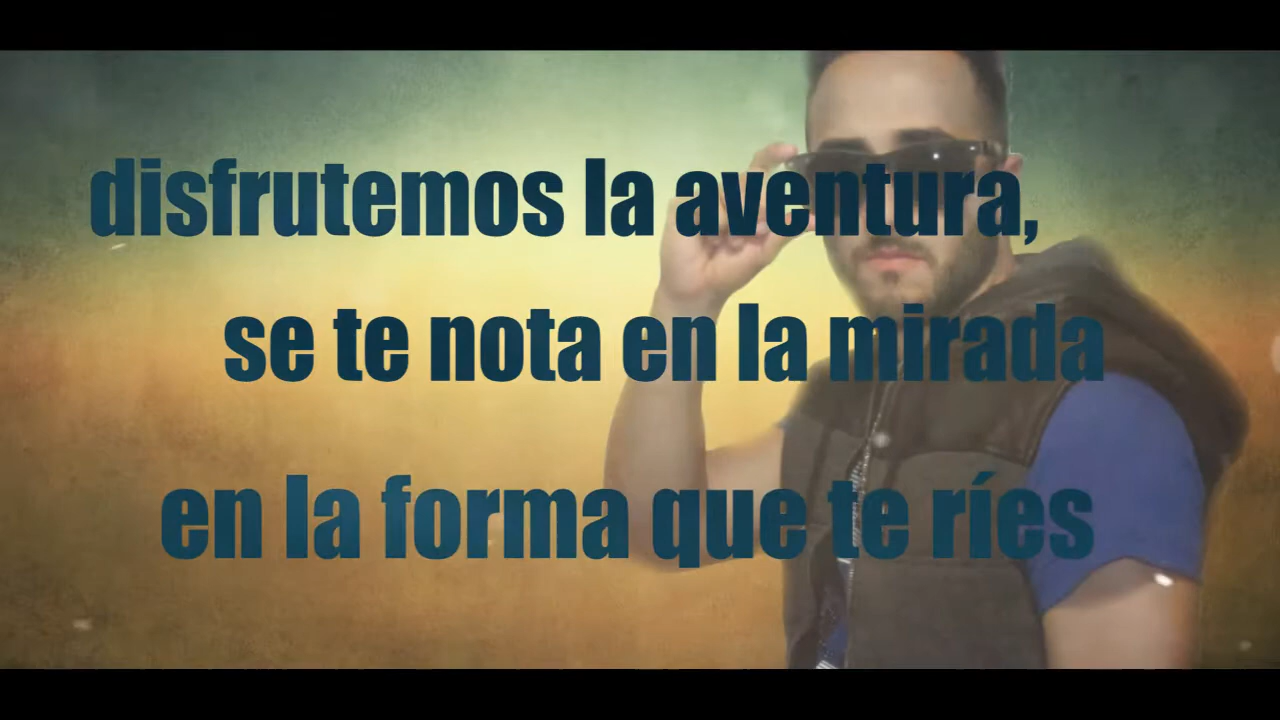 disfrutemos la aventura,
se te nota en la mirada
en la forma que te ríes